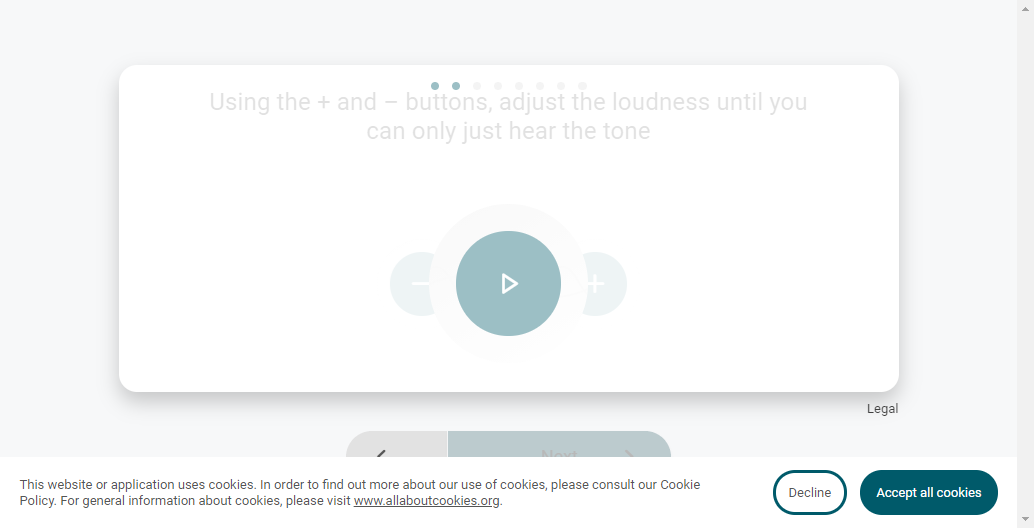 Using the + and – buttons, adjust the loudness until you
can only just hear the tone
Legal
Next
This website or application uses cookies. In order to find out more about our use of cookies, please consult our Cookie
Policy. For general information about cookies, please visit www.allaboutcookies.org.
Decline
Accept all cookies